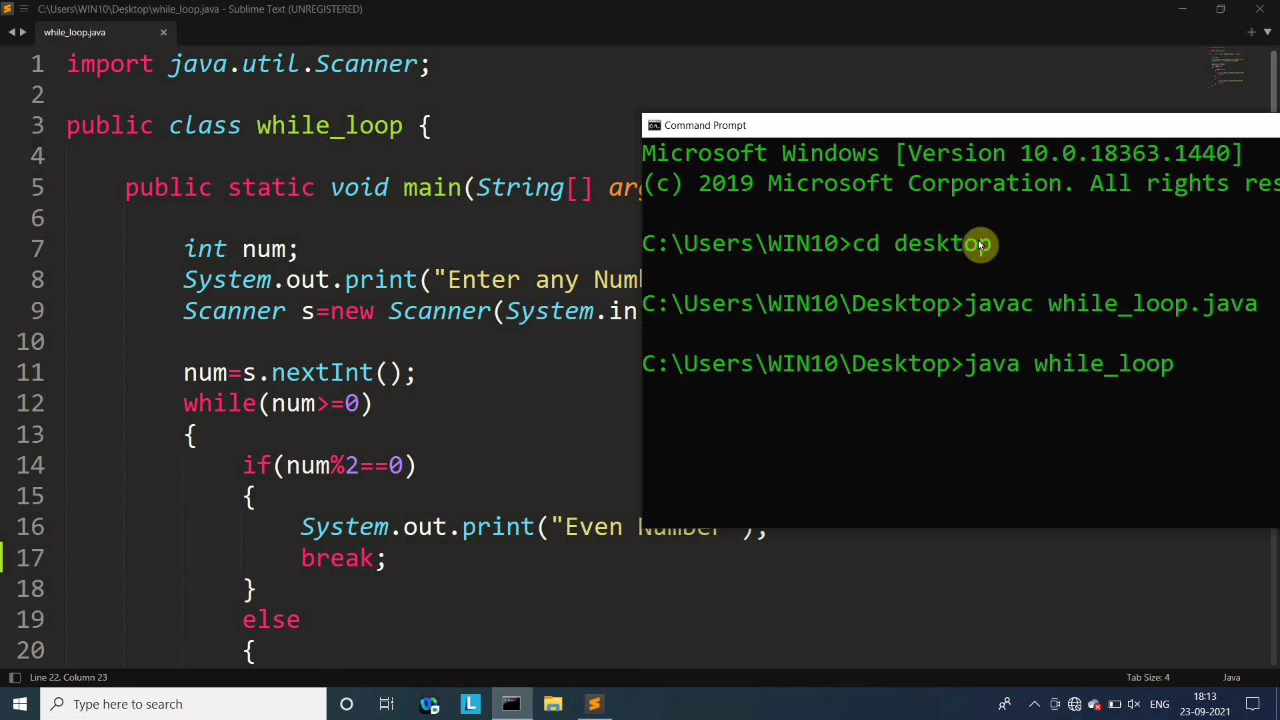 C:\Users\WIN10\Desktop\while_loop.java - Sublime Text (UNREGISTERED)
while_loop.java
1 import java.util.Scanner;
2
3 public class while_loop {
4
5 public static void main(String[] arg
6
7 int num;
8 System.out.print("Enter any Num
9 Scanner s=new Scanner(System.in
10
11 num=s.nextInt();
12 while(num>=0)
13 {
14 if(num%2==0)
15 {
16 System.out.print("Even Number");
17 break;
18 }
19 else
20 {
Command Prompt
Microsoft Windows [Version 10.0.18363.1440]
(c) 2019 Microsoft Corporation. All rights res
C:\Users\WIN10>cd desktop
C:\Users\WIN10\Desktop>javac while_loop.java
C:\Users\WIN10\Desktop>java while_loop
Line 22, Column 23
Tab Size: 4
Java
Type here to search
L
ENG
18:13
23-09-2021